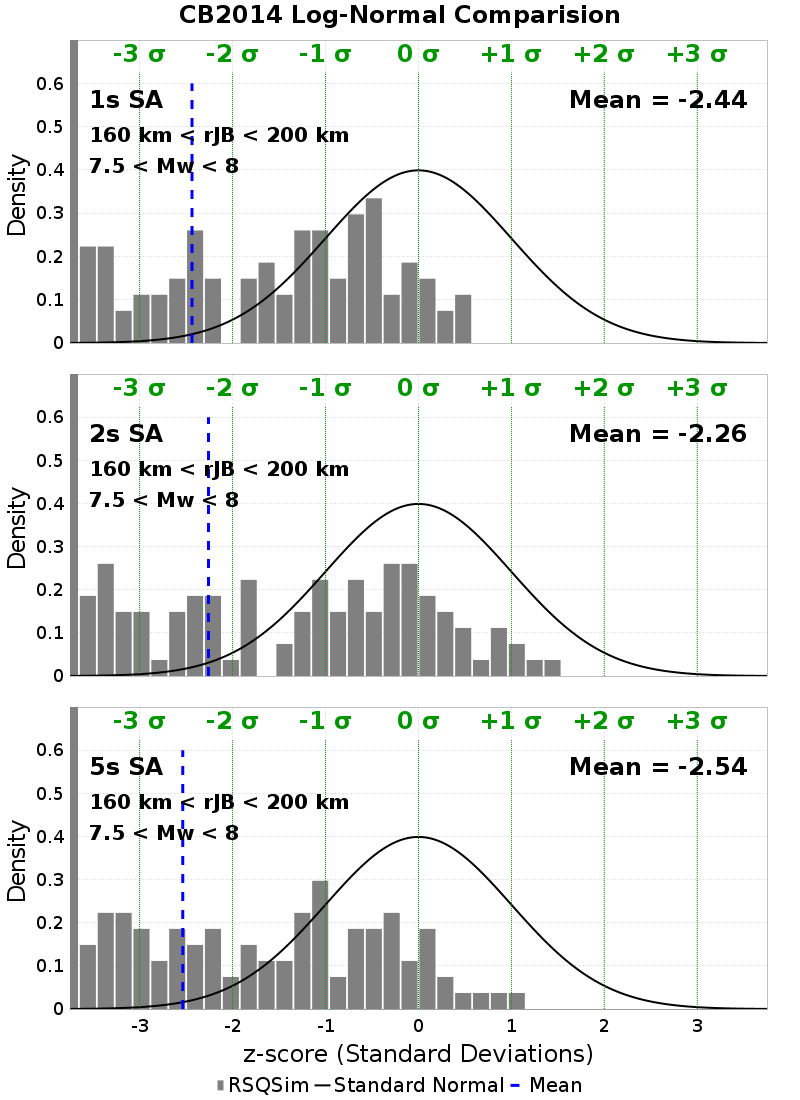 CB2014 Log-Normal Comparision
-3 σ -2 σ -1 σ 0 σ +1 σ +2 σ +3 σ
0.6
1s SA Mean = -2.44
0.5
160 km < rJB < 200 km
7.5 < Mw < 8
0.4
Density
0.3
0.2
0.1
0
-3 σ -2 σ -1 σ 0 σ +1 σ +2 σ +3 σ
0.6
2s SA Mean = -2.26
0.5
160 km < rJB < 200 km
7.5 < Mw < 8
0.4
Density
0.3
0.2
0.1
0
-3 σ -2 σ -1 σ 0 σ +1 σ +2 σ +3 σ
0.6
5s SA Mean = -2.54
0.5
160 km < rJB < 200 km
7.5 < Mw < 8
0.4
Density
0.3
0.2
0.1
0
-3 -2 -1 0 1 2 3
z-score (Standard Deviations)
RSQSim Standard Normal Mean